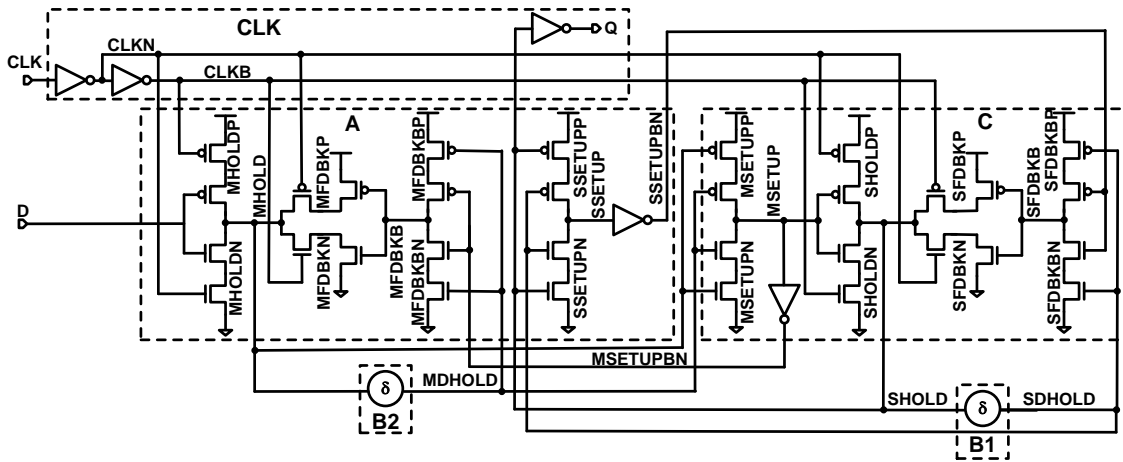 CLK
Q
CLKN
CLK
CLKB
A
C
MHOLDP
MHOLD
MFDBKP
MFDBKBP
SSETUPP
SSETUP
SSETUPBN
MSETUPP
MSETUP
SHOLDP
SFDBKP
SFDBKB
SFDBKBP
D
MHOLDN
MFDBKN
MFDBKB
MFDBKBN
SSETUPN
MSETUPN
SHOLDN
SFDBKN
SFDBKBN
MSETUPBN
δ
MDHOLD
B2
SHOLD
δ
SDHOLD
B1